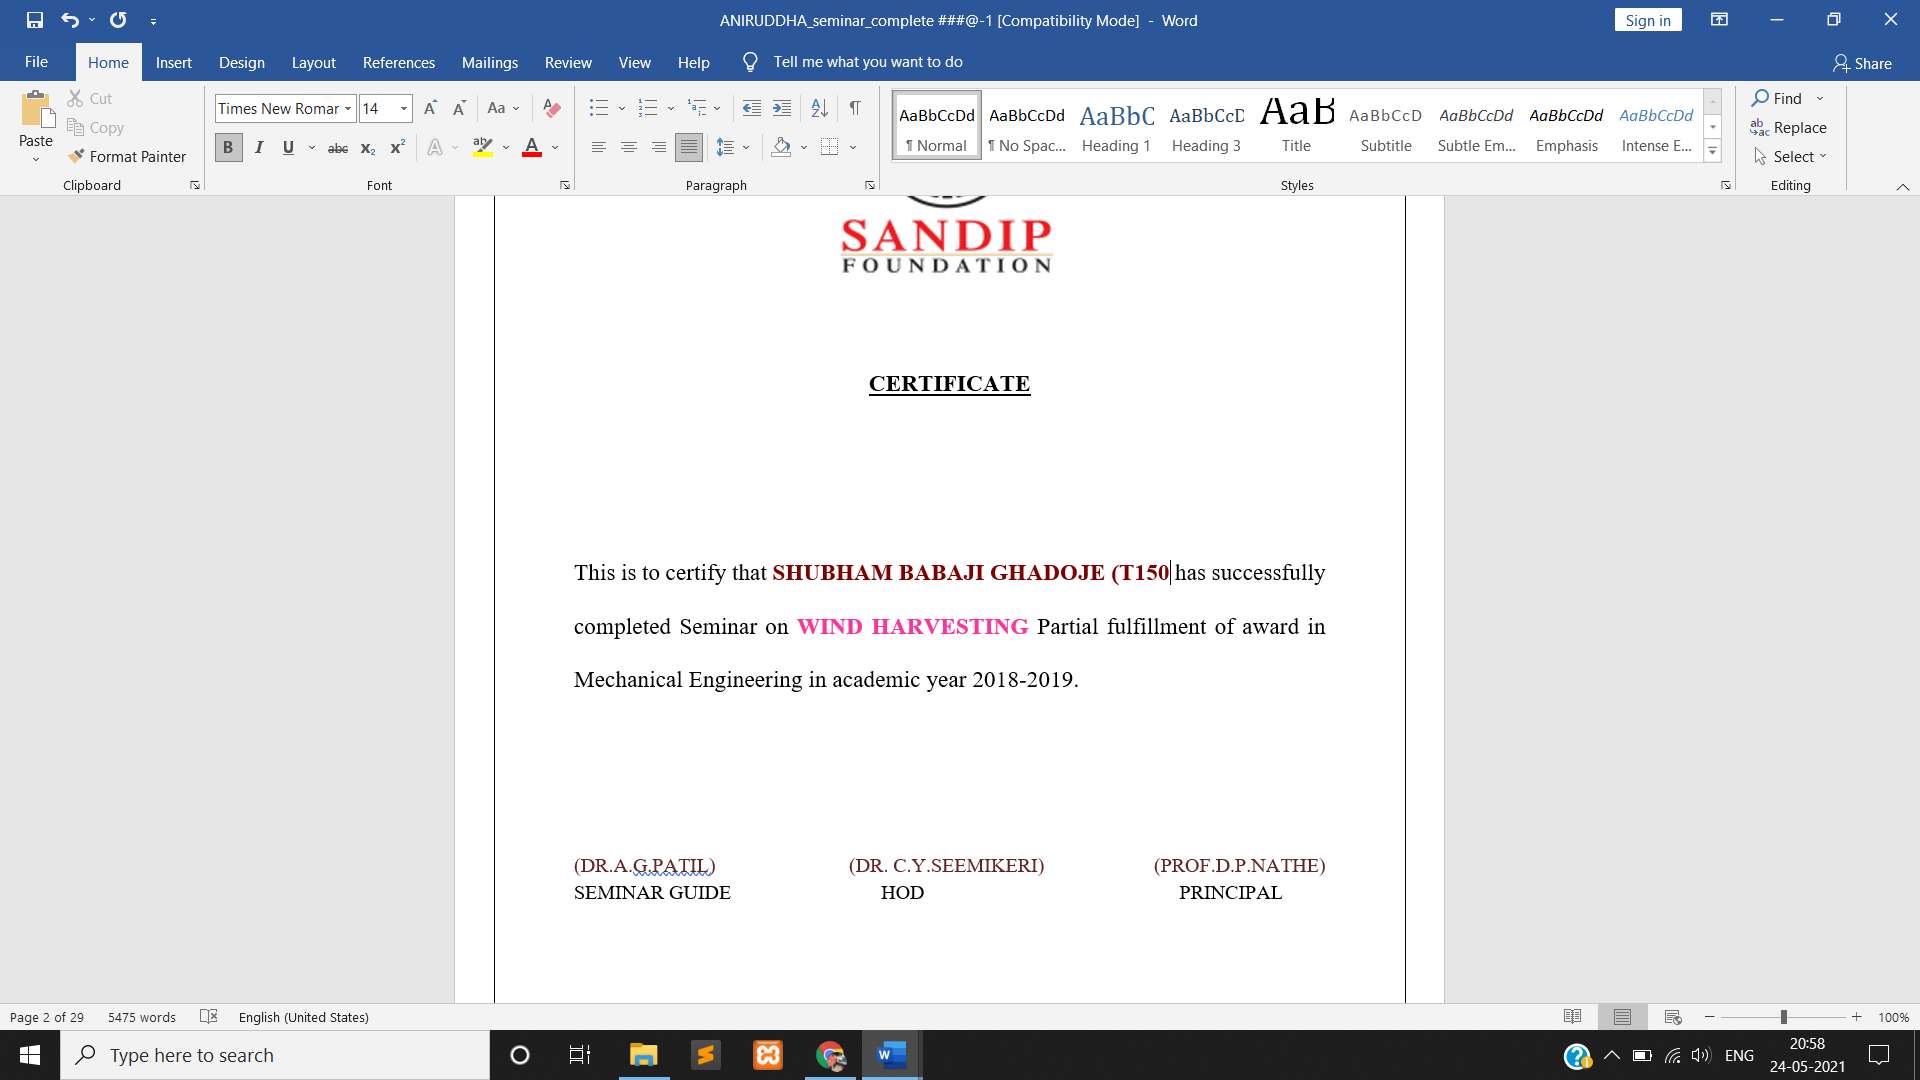 ANIRUDDHA_seminar_complete ###@-1 [Compatibility Mode] - Word
Sign in
File Home Insert Design Layout References Mailings Review View Help Tell me what you want to do Share
Paste
Cut
Copy
Format Painter
Clipboard
Times New Romar 14
B I U abc x₂ x² A ab A
Font
Paragraph
AaBbCcDd AaBbCcDd AaBbC AaBbCcD AaB AaBbCcD AaBbCcDd AaBbCcDd AaBbCcDd
¶ Normal ¶ No Spac... Heading 1 Heading 3 Title Subtitle Subtle Em... Emphasis Intense E...
Styles
Find
Replace
Select
Editing
SANDIP
FOUNDATION
CERTIFICATE
This is to certify that SHUBHAM BABAJI GHADOJE (T150 has successfully
completed Seminar on WIND HARVESTING Partial fulfillment of award in
Mechanical Engineering in academic year 2018-2019.
(DR.A.G.PATIL) (DR. C.Y.SEEMIKERI) (PROF.D.P.NATHE)
SEMINAR GUIDE HOD PRINCIPAL
Page 2 of 29 5475 words English (United States) 100%
Type here to search
ENG
20:58
24-05-2021